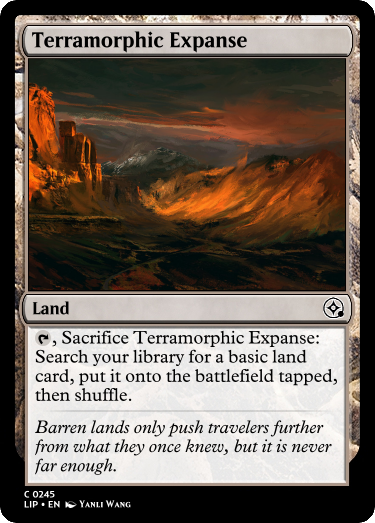 Terramorphic Expanse
Land
, Sacrifice Terramorphic Expanse:
Search your library for a basic land
card, put it onto the battlefield tapped,
then shuffle.
Barren lands only push travelers further
from what they once knew, but it is never
far enough.
C 0245
LIP • EN Yanli Wang